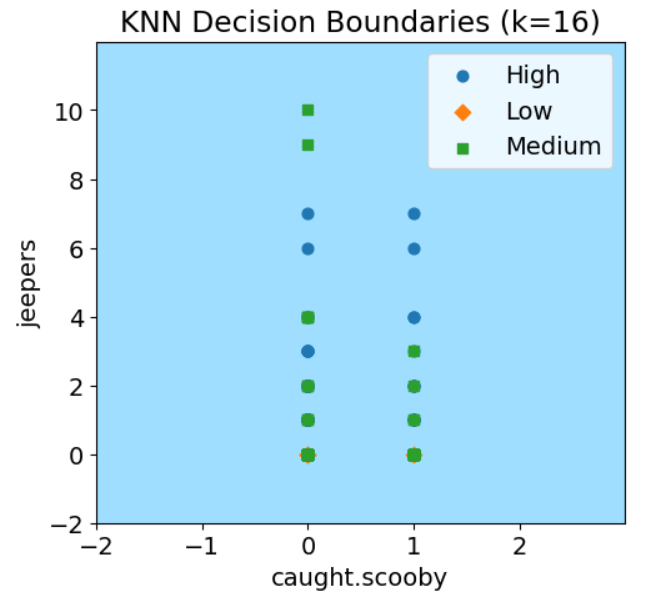 KNN Decision Boundaries (k=16)
High
Low
Medium
10
8
6
4
2
0
−2
jeepers
−2 −1 0 1 2
caught.scooby